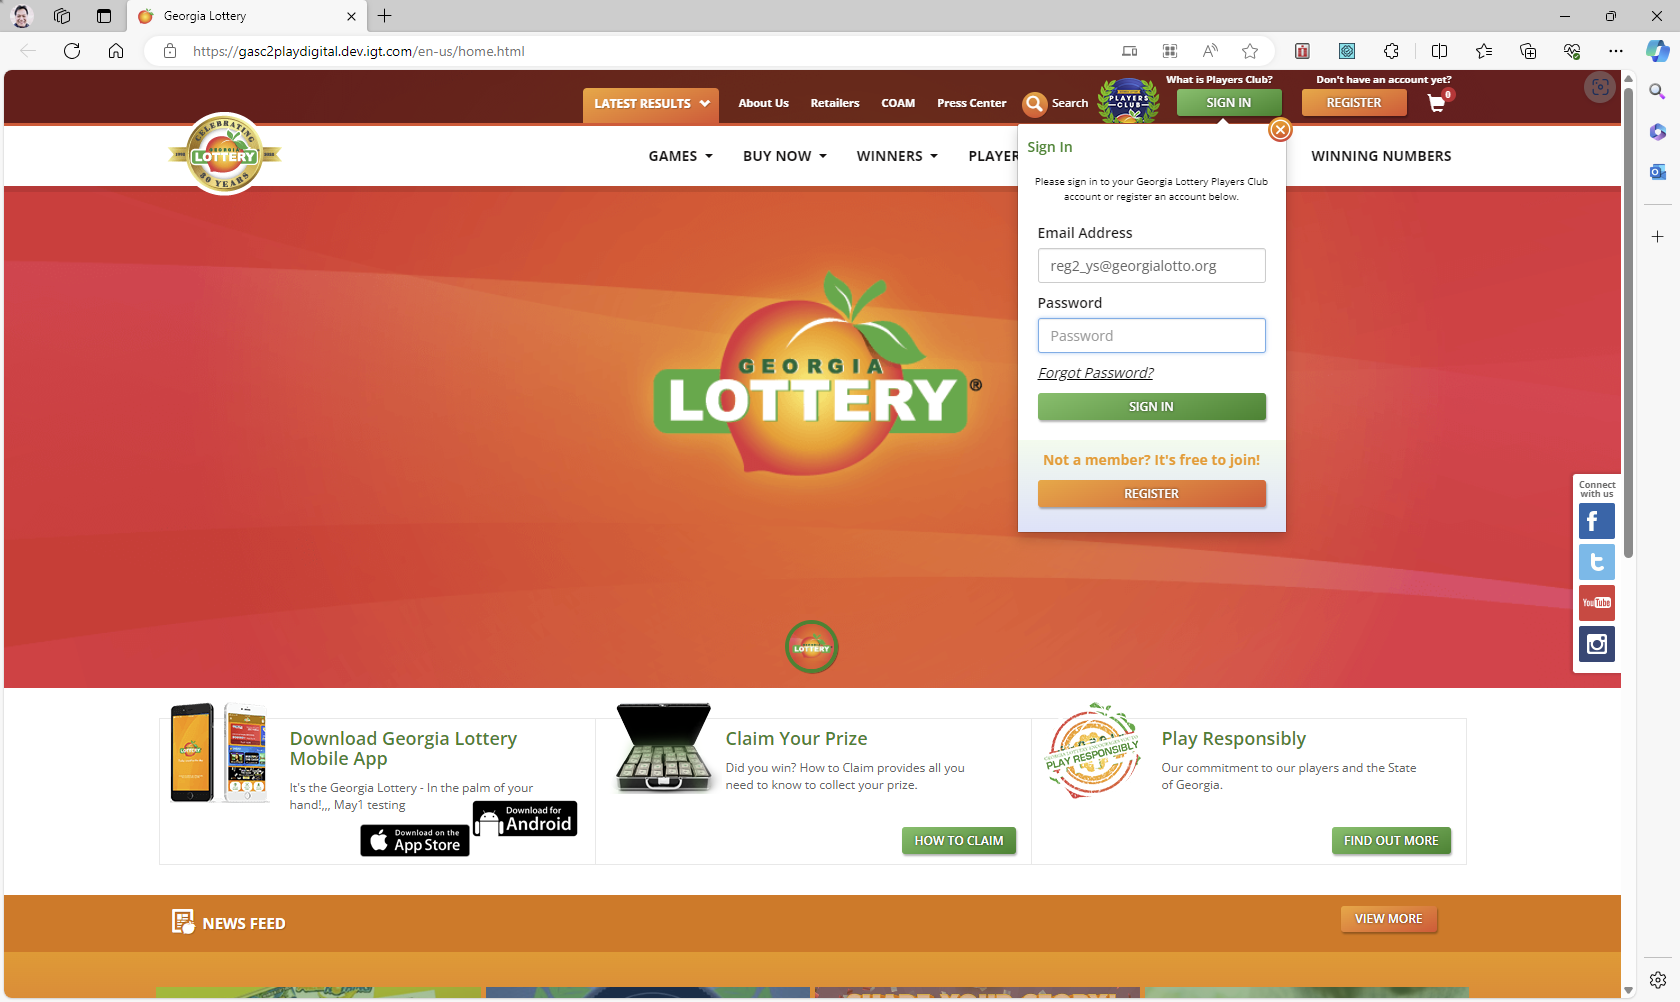 Georgia Lottery
https://gasc2playdigital.dev.igt.com/en-us/home.html
What is Players Club?
Don't have an account yet?
LATEST RESULTS
About Us
Retailers
COAM
Press Center
Search
PLAYERS
CLUB
SIGN IN
REGISTER
0
CELEBRATING
GEORGIA
LOTTERY
30 YEARS
GAMES
BUY NOW
WINNERS
PLAYER
WINNING NUMBERS
Sign In
Please sign in to your Georgia Lottery Players Club
account or register an account below.
Email Address
reg2_ys@georgialotto.org
Password
Password
Forgot Password?
SIGN IN
Not a member? It's free to join!
REGISTER
GEORGIA
LOTTERY®
LOTTERY
Connect
with us
f
t
YouTube
Download Georgia Lottery
Mobile App
It's the Georgia Lottery - In the palm of your
hand!,,, May1 testing
Download on the
App Store
Download for
Android
Claim Your Prize
Did you win? How to Claim provides all you
need to know to collect your prize.
HOW TO CLAIM
PLAY RESPONSIBLY
Play Responsibly
Our commitment to our players and the State
of Georgia.
FIND OUT MORE
NEWS FEED
VIEW MORE